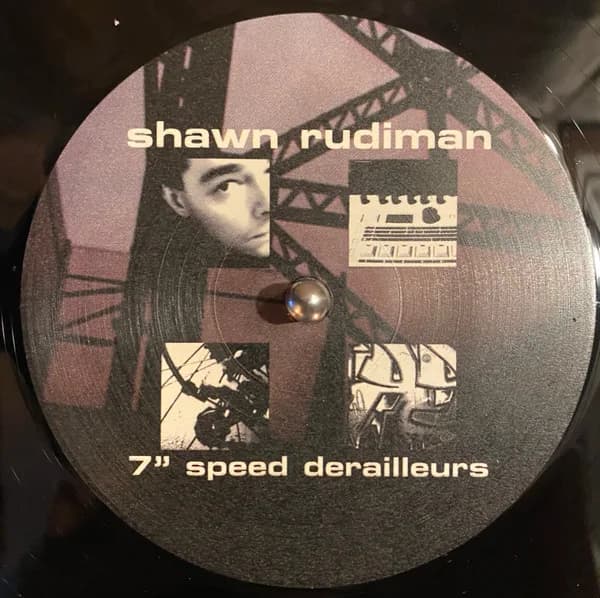 shawn rudiman
7” speed derailleurs